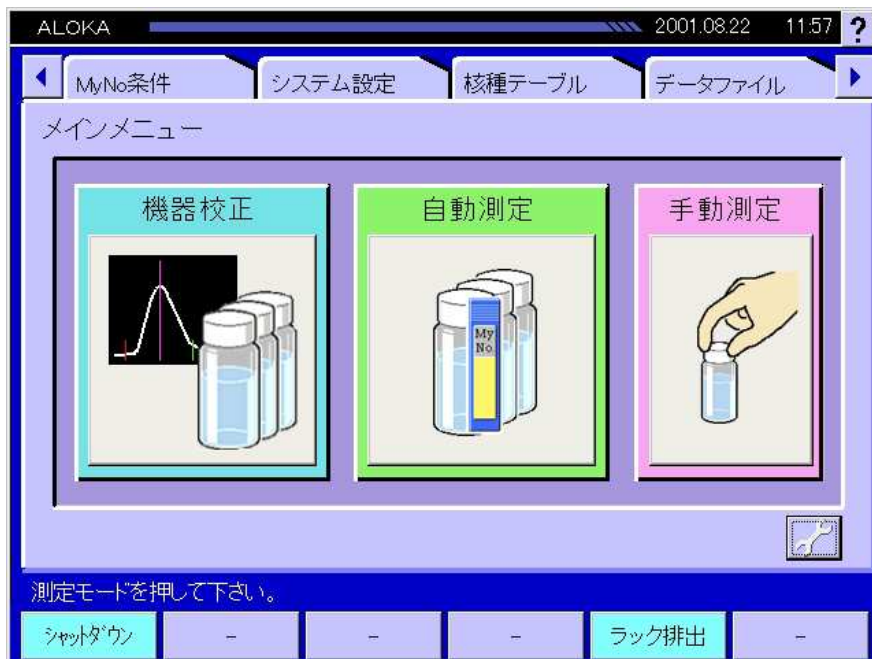 ALOKA 2001.08.22 11:57 ?
MyNo条件 システム設定 核種テーブル データファイル
メインメニュー
機器校正 自動測定 手動測定
My
No.
測定モードを押して下さい。
シャットダウン - - - ラック排出 -